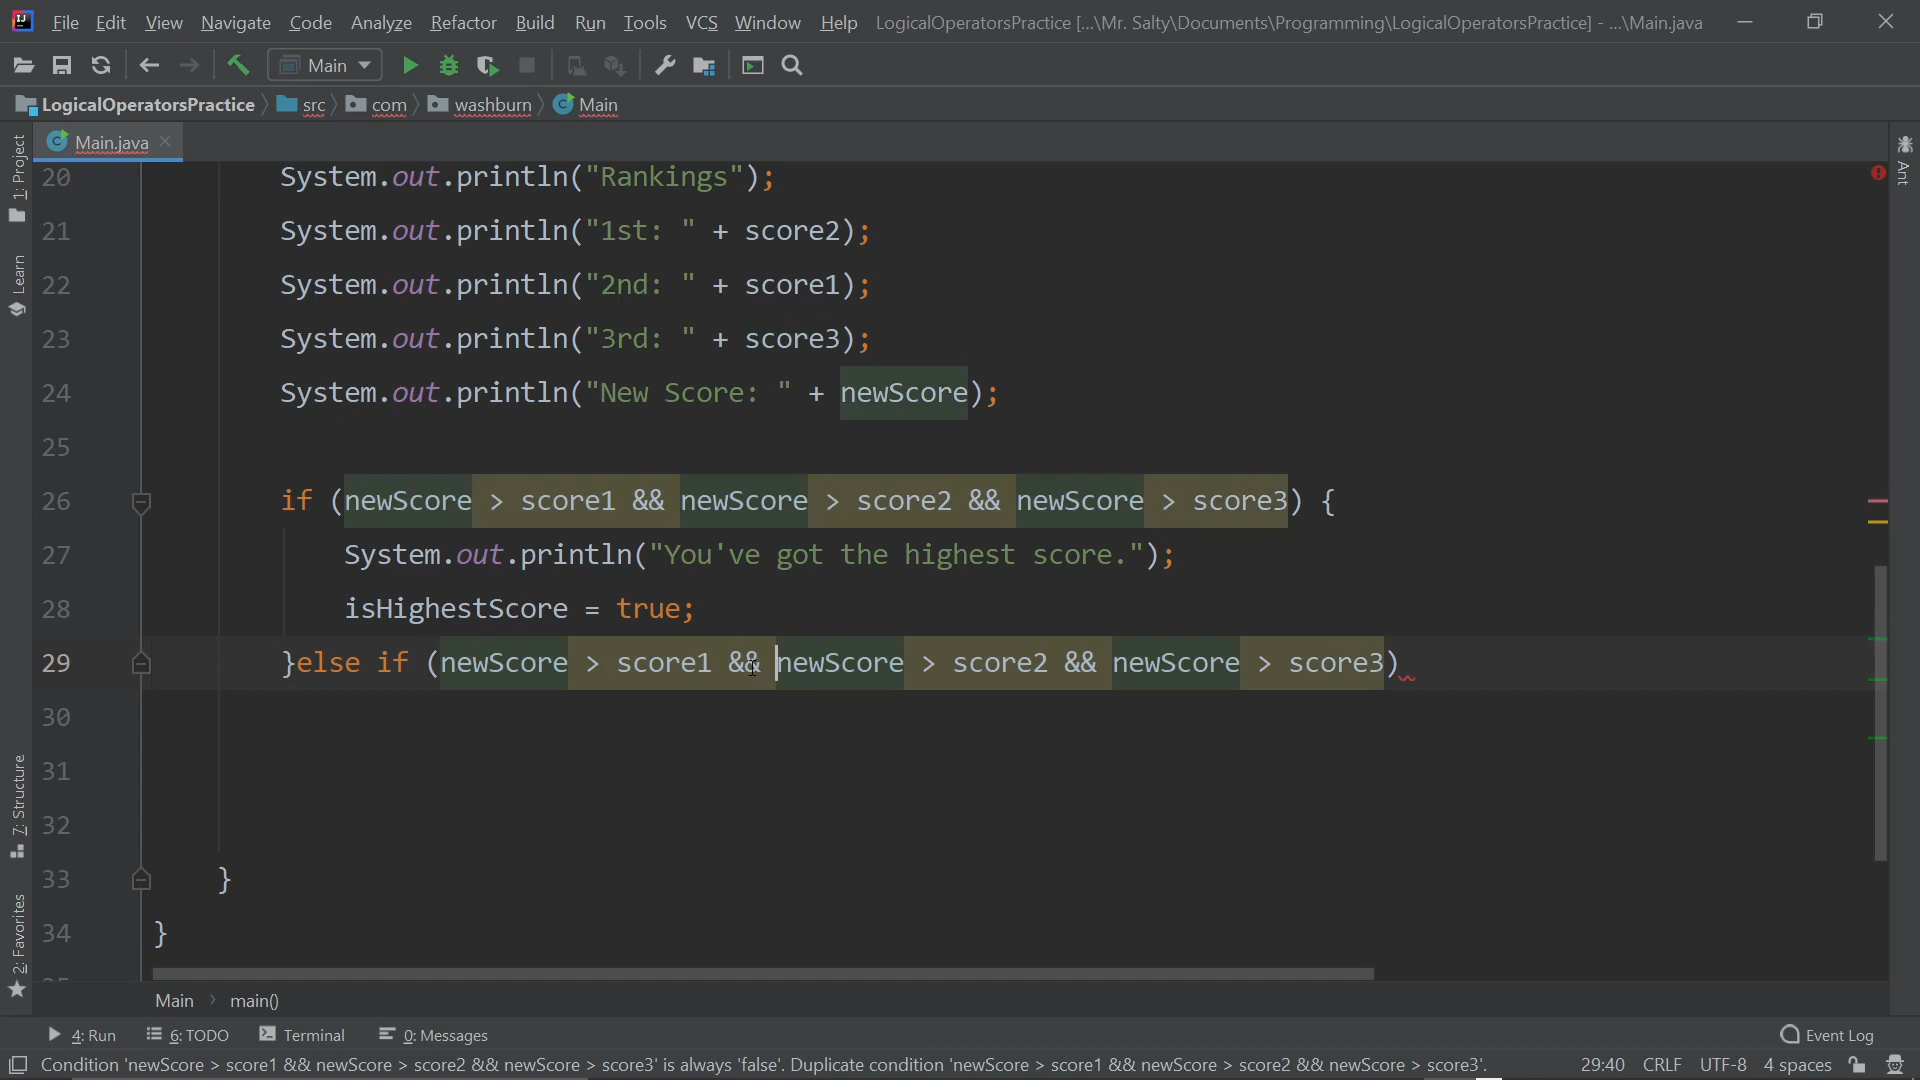 File Edit View Navigate Code Analyze Refactor Build Run Tools VCS Window Help LogicalOperatorsPractice [...\Mr. Salty\Documents\Programming\LogicalOperatorsPractice] - ...\Main.java
Main
LogicalOperatorsPractice src com washburn Main
Main.java
1: Project
Learn
7: Structure
2: Favorites
Ant
20 System.out.println("Rankings");
21 System.out.println("1st: " + score2);
22 System.out.println("2nd: " + score1);
23 System.out.println("3rd: " + score3);
24 System.out.println("New Score: " + newScore);
25
26 if (newScore > score1 && newScore > score2 && newScore > score3) {
27 System.out.println("You've got the highest score.");
28 isHighestScore = true;
29 }else if (newScore > score1 && newScore > score2 && newScore > score3)
30
31
32
33 }
34 }
Main main()
4: Run 6: TODO Terminal 0: Messages Event Log
Condition 'newScore > score1 && newScore > score2 && newScore > score3' is always 'false'. Duplicate condition 'newScore > score1 && newScore > score2 && newScore > score3'. 29:40 CRLF UTF-8 4 spaces